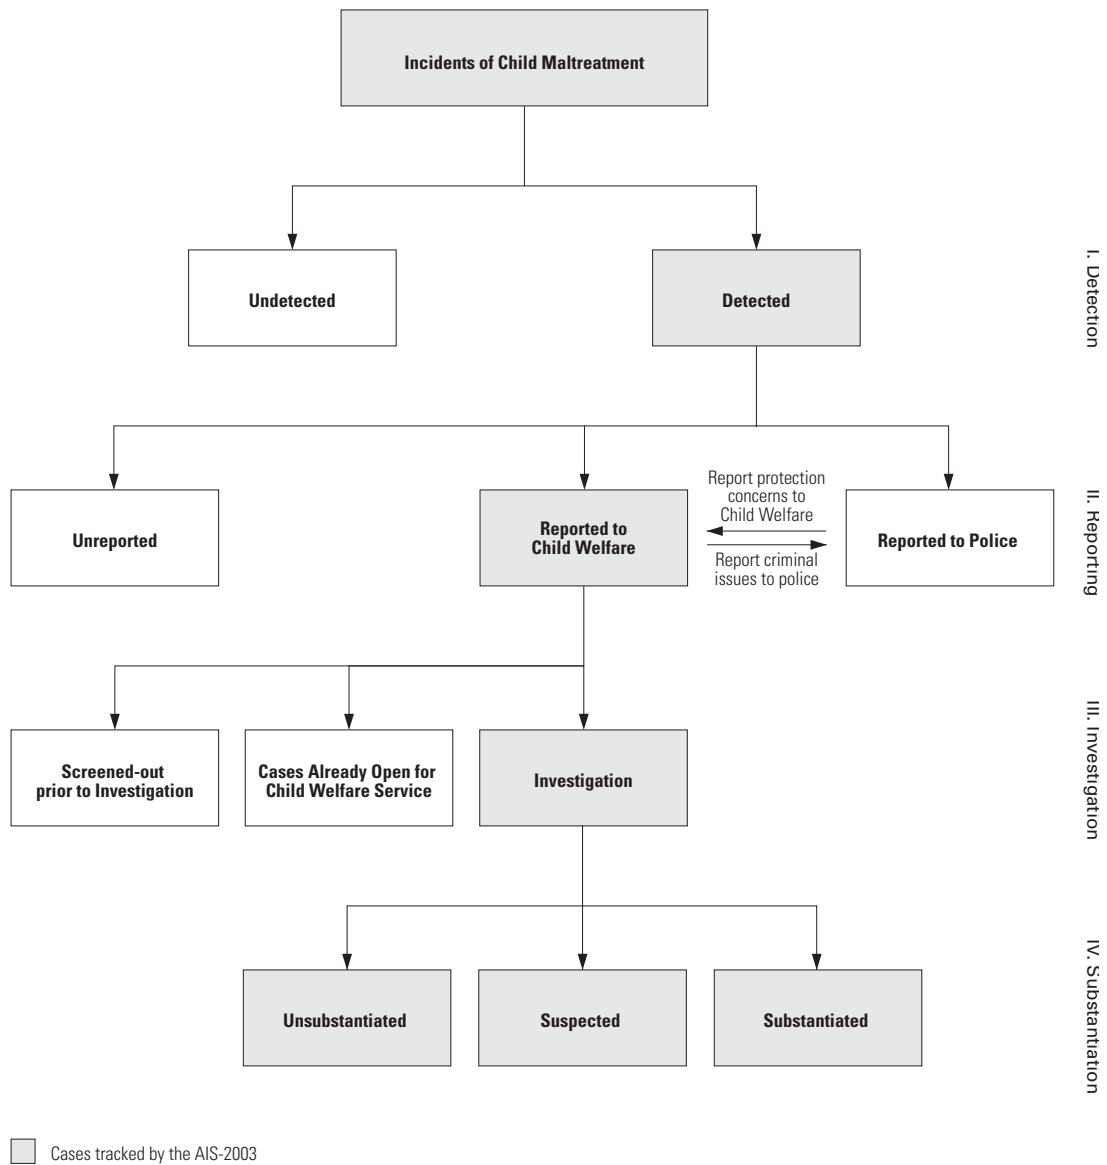 Incidents of Child Maltreatment
Undetected
Detected
I. Detection
Unreported
Reported to
Child Welfare
Report protection
concerns to
Child Welfare
Report criminal
issues to police
Reported to Police
II. Reporting
Screened-out
prior to Investigation
Cases Already Open for
Child Welfare Service
Investigation
III. Investigation
Unsubstantiated
Suspected
Substantiated
IV. Substantiation
Cases tracked by the AIS-2003